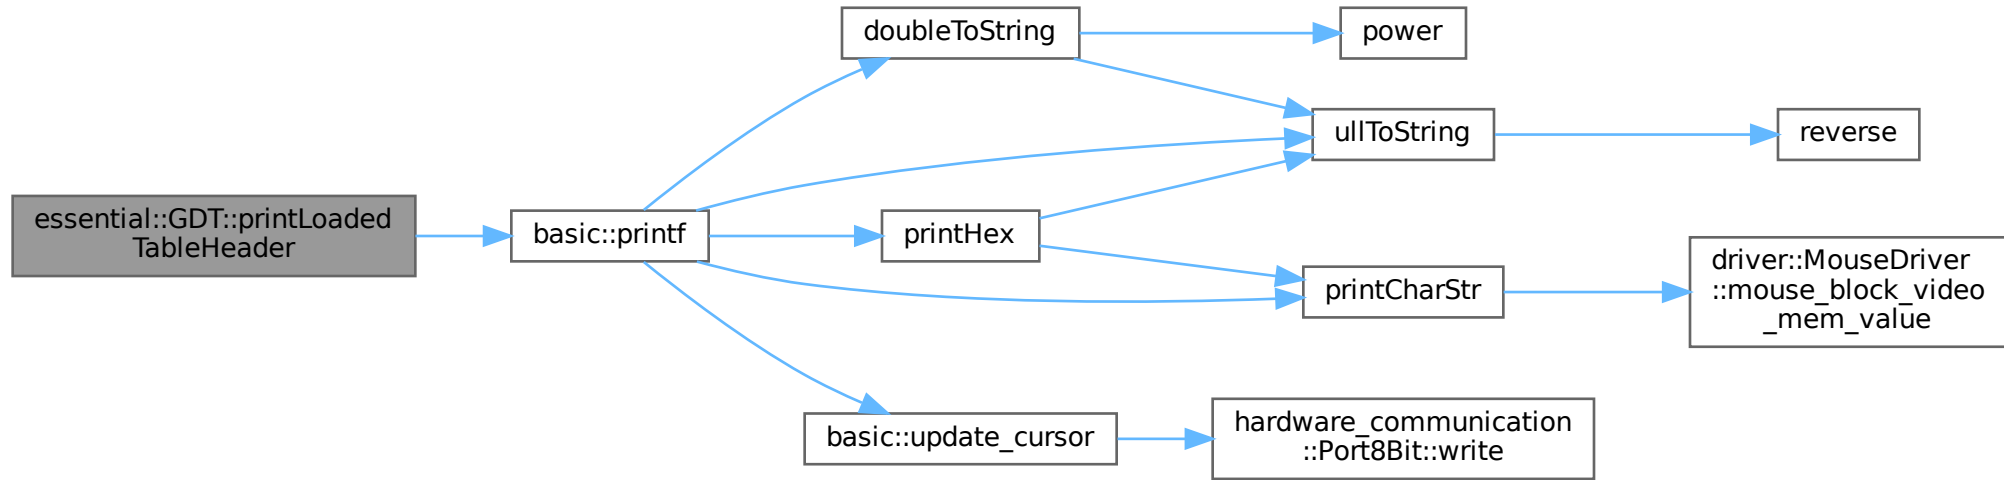 essential::GDT::printLoaded
TableHeader
basic::printf
doubleToString
power
ullToString
reverse
printHex
printCharStr
driver::MouseDriver
::mouse_block_video
_mem_value
basic::update_cursor
hardware_communication
::Port8Bit::write